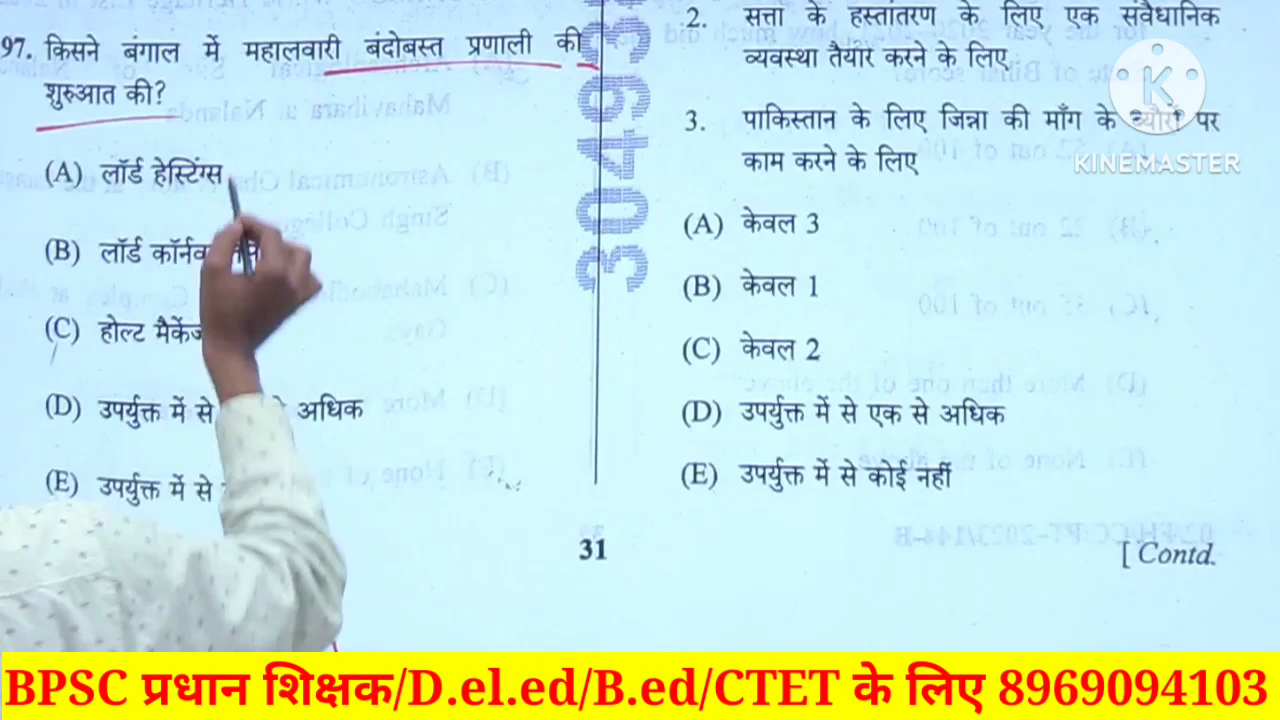 97. किसने बंगाल में महालवारी बंदोबस्त प्रणाली की
शुरुआत की?
(A) लॉर्ड हेस्टिंग्स
(B) लॉर्ड
(C) होल्ट
(D) उपर्युक्त में से अधिक
(E) उपर्युक्त में से
30493
2. सत्ता के हस्तांतरण के लिए एक संवैधानिक
व्यवस्था तैयार करने के लिए
3. पाकिस्तान के लिए जिन्ना की माँग के ब्यौरों पर
काम करने के लिए
(A) केवल 3
(B) केवल 1
(C) केवल 2
(D) उपर्युक्त में से एक से अधिक
(E) उपर्युक्त में से कोई नहीं
31
[ Contd.
K
KINEMASTER
BPSC प्रधान शिक्षक/D.el.ed/B.ed/CTET के लिए 8969094103